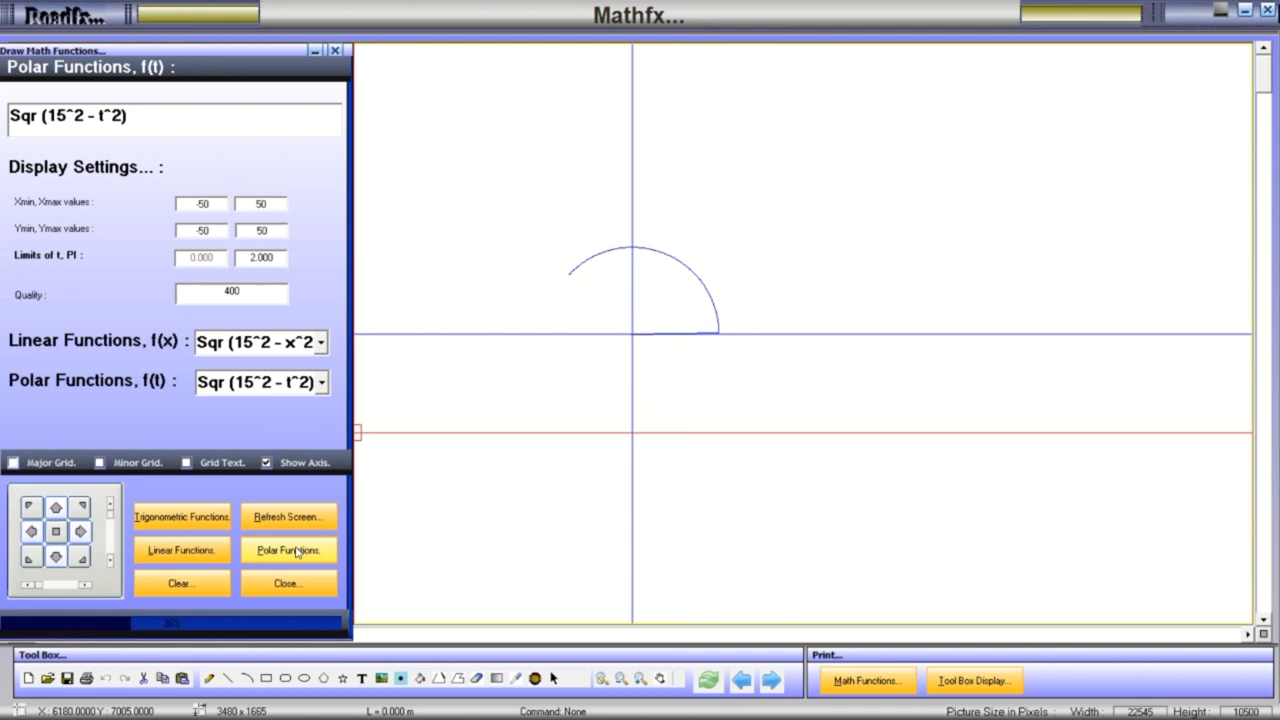 Roadfx...
Mathfx...
Draw Math Functions...
Polar Functions, f(t) :
Sqr (15^2 - t^2)
Display Settings... :
Xmin, Xmax values : -50 50
Ymin, Ymax values : -50 50
Limits of t, PI : 0.000 2.000
Quality : 400
Linear Functions, f(x) : Sqr (15^2 - x^2
Polar Functions, f(t) : Sqr (15^2 - t^2)
Major Grid. Minor Grid. Grid Text. Show Axis.
Trigonometric Functions. Refresh Screen...
Linear Functions. Polar Functions.
Clear... Close...
36%
Tool Box... Print...
Math Functions... Tool Box Display...
X : 6180.0000 Y : 7005.0000 3480 x 1665 L = 0.000 m Command: None Picture Size in Pixels : Width : 22545 Height : 10500